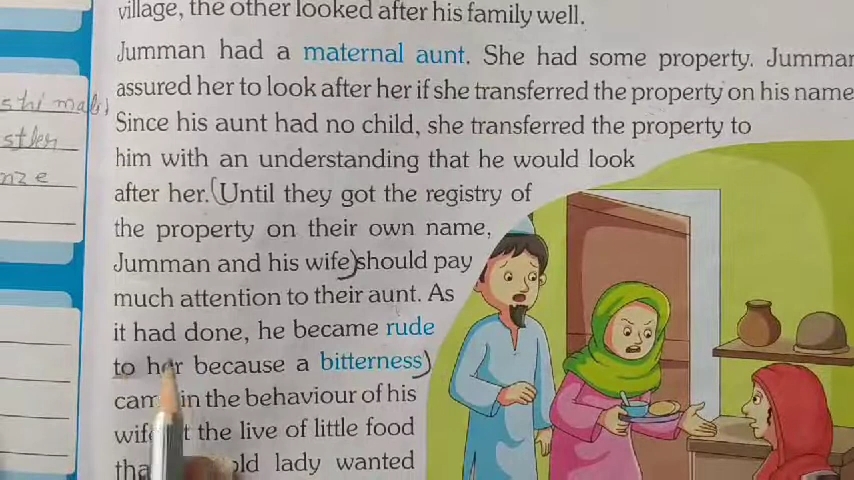 village, the other looked after his family well.
Jumman had a maternal aunt. She had some property. Jumman
assured her to look after her if she transferred the property on his name
Since his aunt had no child, she transferred the property to
him with an understanding that he would look
after her. (Until they got the registry of
the property on their own name,
Jumman and his wife) should pay
much attention to their aunt. As
it had done, he became rude
to her because a bitterness)
came in the behaviour of his
the live of little food
lady wanted